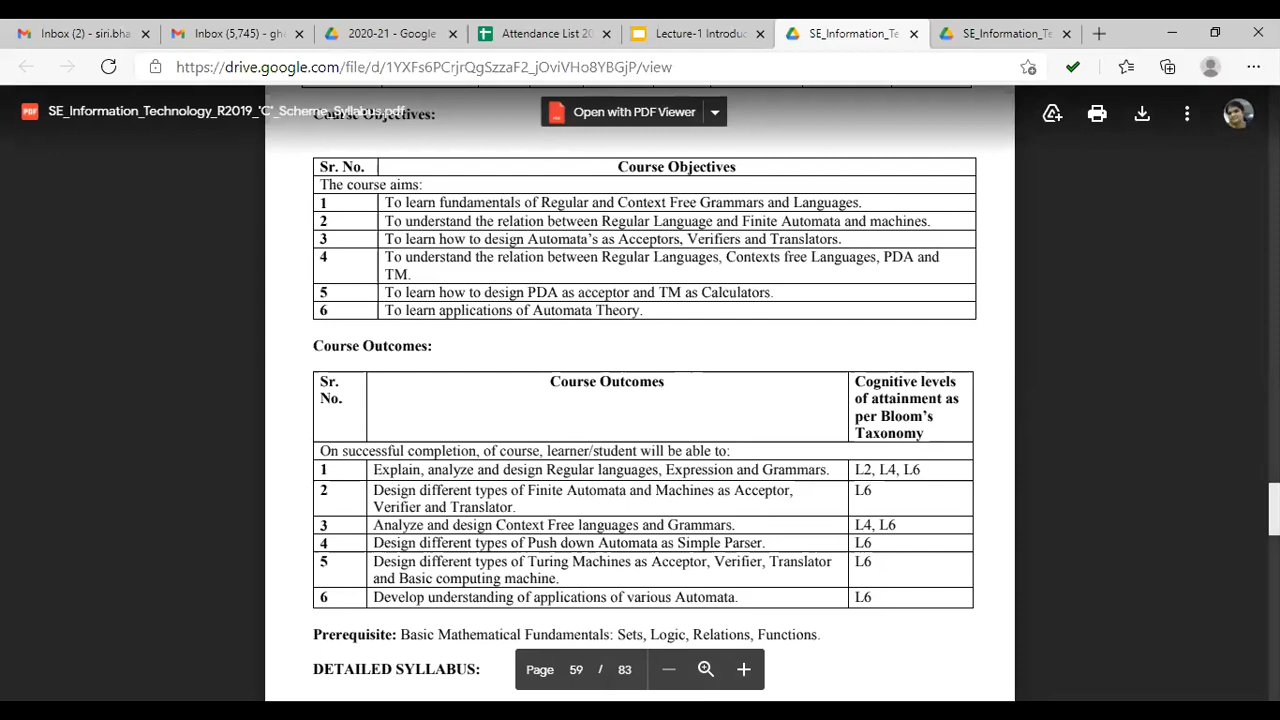 Inbox (2) - siri.bha
Inbox (5,745) - gh
2020-21 - Google
Attendance List 20
Lecture-1 Introduc
SE_Information_Te
SE_Information_Te
https://drive.google.com/file/d/1YXFs6PCrjrQgSzzaF2_jOviVHo8YBGjP/view
PDF SE_Information_Technology_R2019_'C'_Scheme_Syllabus.pdf
Open with PDF Viewer
Course Objectives:
Sr. No. Course Objectives
The course aims:
1 To learn fundamentals of Regular and Context Free Grammars and Languages.
2 To understand the relation between Regular Language and Finite Automata and machines.
3 To learn how to design Automata's as Acceptors, Verifiers and Translators.
4 To understand the relation between Regular Languages, Contexts free Languages, PDA and
TM.
5 To learn how to design PDA as acceptor and TM as Calculators.
6 To learn applications of Automata Theory.
Course Outcomes:
Sr. Course Outcomes Cognitive levels
No. of attainment as
per Bloom's
Taxonomy
On successful completion, of course, learner/student will be able to:
1 Explain, analyze and design Regular languages, Expression and Grammars. L2, L4, L6
2 Design different types of Finite Automata and Machines as Acceptor, L6
Verifier and Translator.
3 Analyze and design Context Free languages and Grammars. L4, L6
4 Design different types of Push down Automata as Simple Parser. L6
5 Design different types of Turing Machines as Acceptor, Verifier, Translator L6
and Basic computing machine.
6 Develop understanding of applications of various Automata. L6
Prerequisite: Basic Mathematical Fundamentals: Sets, Logic, Relations, Functions.
DETAILED SYLLABUS:
Page 59 / 83